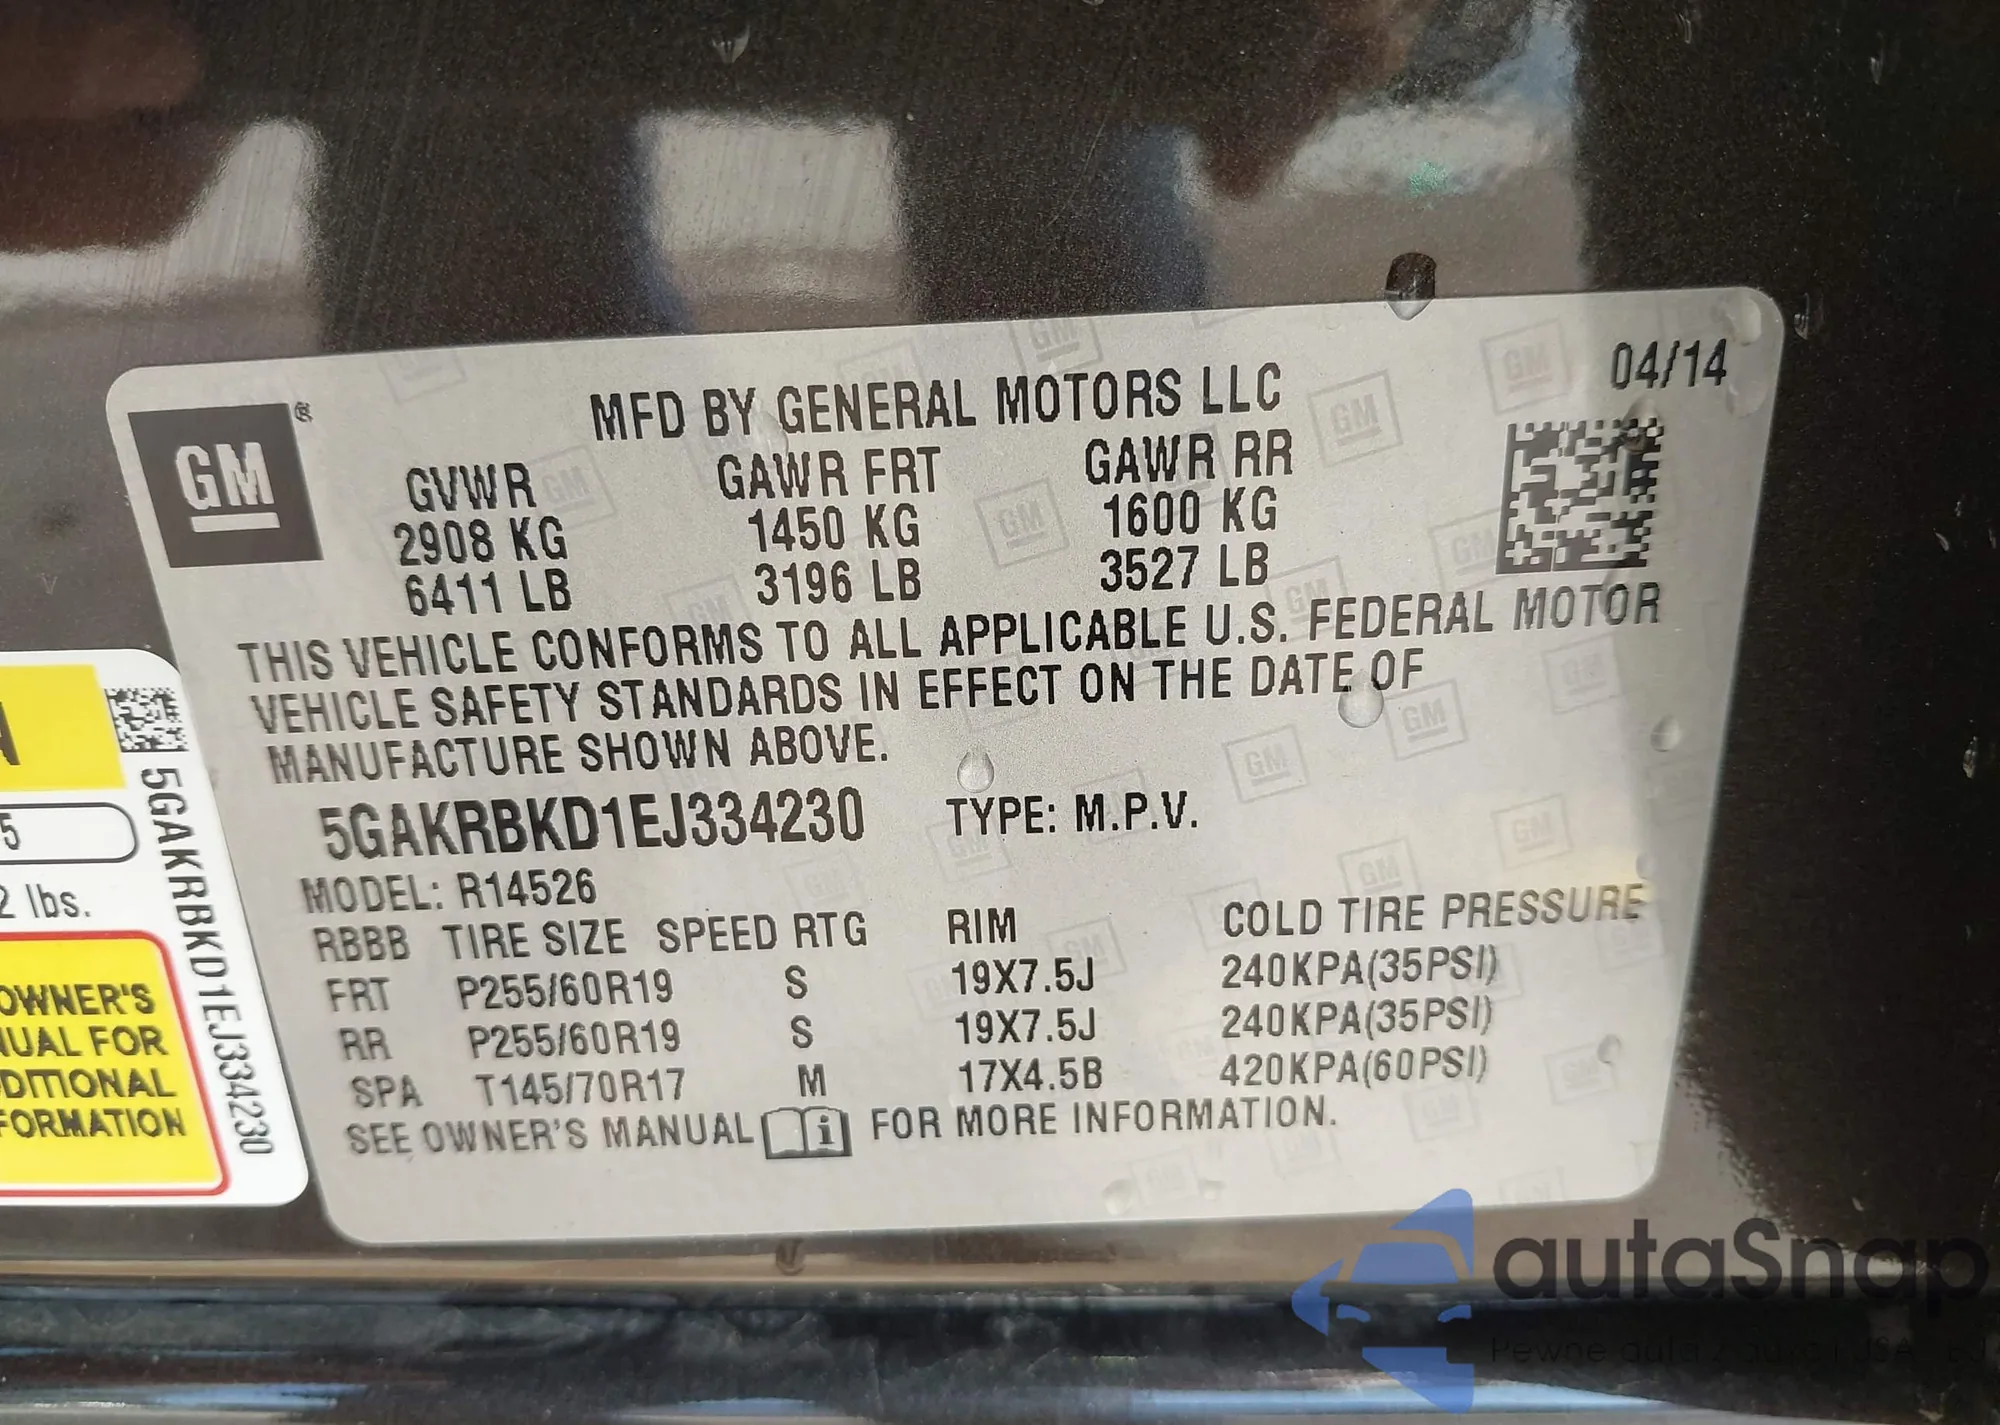 04/14
GM®
MFD BY GENERAL MOTORS LLC
GVWR GAWR FRT GAWR RR
2908 KG 1450 KG 1600 KG
6411 LB 3196 LB 3527 LB
THIS VEHICLE CONFORMS TO ALL APPLICABLE U.S. FEDERAL MOTOR
VEHICLE SAFETY STANDARDS IN EFFECT ON THE DATE OF
MANUFACTURE SHOWN ABOVE.
5GAKRBKD1EJ334230 TYPE: M.P.V.
MODEL: R14526
RBBB TIRE SIZE SPEED RTG RIM COLD TIRE PRESSURE
FRT P255/60R19 S 19X7.5J 240KPA(35PSI)
RR P255/60R19 S 19X7.5J 240KPA(35PSI)
SPA T145/70R17 M 17X4.5B 420KPA(60PSI)
SEE OWNER'S MANUAL i FOR MORE INFORMATION.
5GAKRBKD1EJ334230
5
2 lbs.
OWNER'S
NUAL FOR
DITIONAL
FORMATION
autaSnap
Pewne auta z